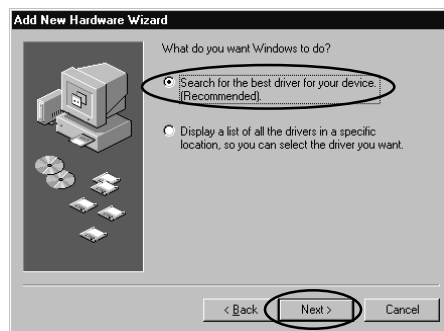 Add New Hardware Wizard
What do you want Windows to do?
Search for the best driver for your device.
(Recommended).
Display a list of all the drivers in a specific
location, so you can select the driver you want.
< Back
Next >
Cancel